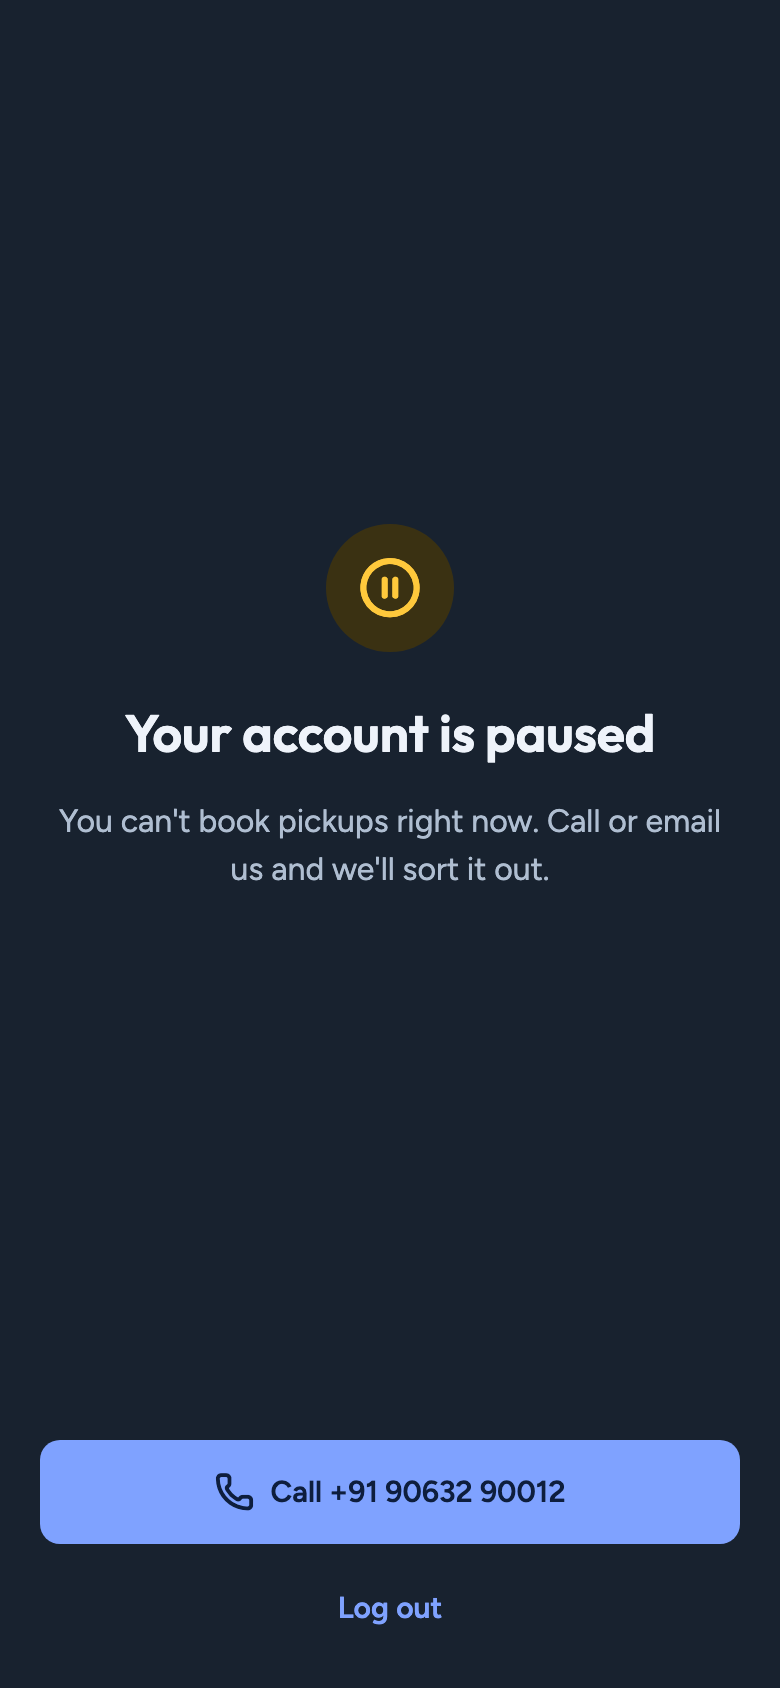 Your account is paused
You can't book pickups right now. Call or email
us and we'll sort it out.
Call +91 90632 90012
Log out